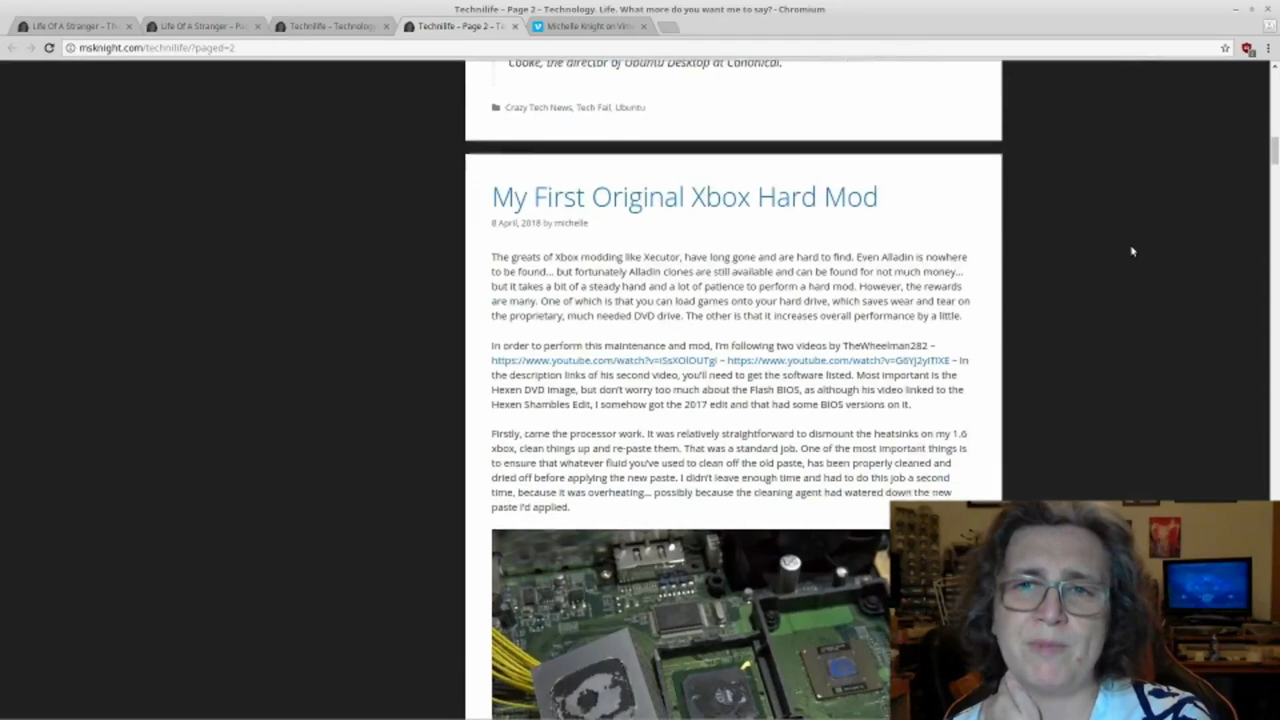 Technilife – Page 2 – Technology. Life. What more do you want me to say? - Chromium
Life Of A Stranger – Th
Life Of A Stranger – Pa
Technilife – Technology
Technilife – Page 2 – Te
Michelle Knight on Vim
msknight.com/technilife/?paged=2
Cooke, the director of Ubuntu Desktop at Canonical.
Crazy Tech News, Tech Fail, Ubuntu
My First Original Xbox Hard Mod
8 April, 2018 by michelle
The greats of Xbox modding like Xecutor, have long gone and are hard to find. Even Alladin is nowhere
to be found... but fortunately Alladin clones are still available and can be found for not much money...
but it takes a bit of a steady hand and a lot of patience to perform a hard mod. However, the rewards
are many. One of which is that you can load games onto your hard drive, which saves wear and tear on
the proprietary, much needed DVD drive. The other is that it increases overall performance by a little.
In order to perform this maintenance and mod, I'm following two videos by TheWheelman282 –
https://www.youtube.com/watch?v= – https://www.youtube.com/watch?v= – In
the description links of his second video, you'll need to get the software listed. Most important is the
Hexen DVD image, but don't worry too much about the Flash BIOS, as although his video linked to the
Hexen Shambles Edit, I somehow got the 2017 edit and that had some BIOS versions on it.
Firstly, came the processor work. It was relatively straightforward to dismount the heatsinks on my 1.6
xbox, clean things up and re-paste them. That was a standard job. One of the most important things is
to ensure that whatever fluid you've used to clean off the old paste, has been properly cleaned and
dried off before applying the new paste. I didn't leave enough time and had to do this job a second
time, because it was overheating... possibly because the cleaning agent had watered down the new
paste I'd applied.